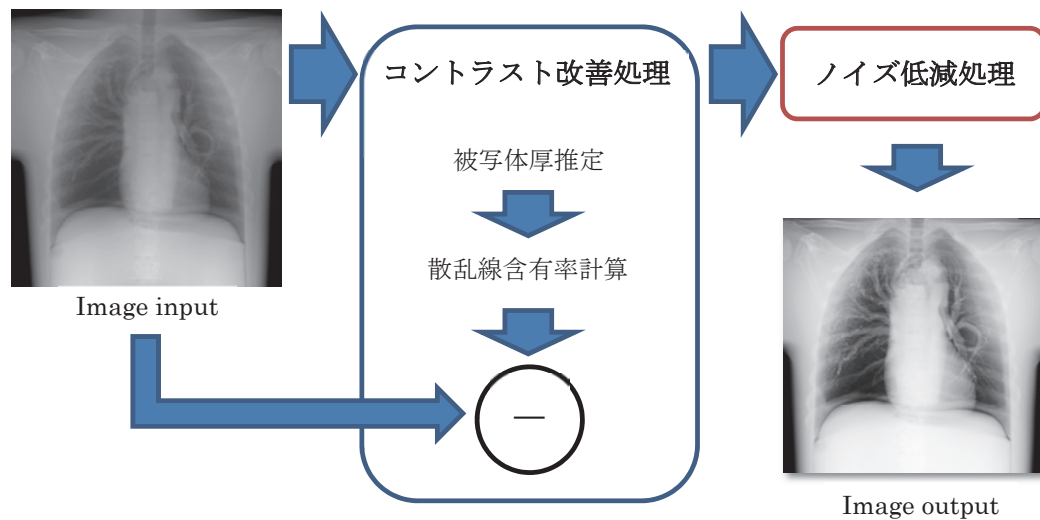 コントラスト改善処理
ノイズ低減処理
被写体厚推定
散乱線含有率計算
Image input
—
Image output